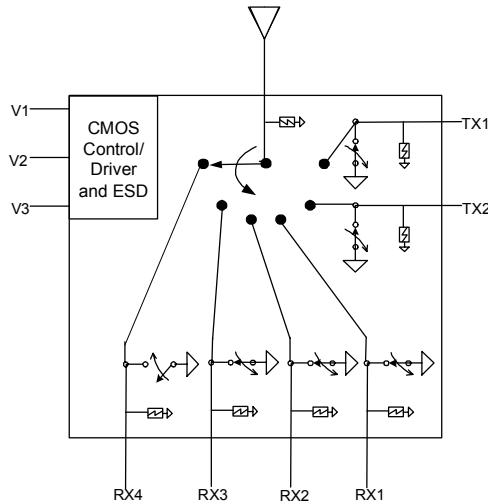 V1
CMOS
Control/
Driver
and ESD
V2
V3
TX1
TX2
RX4
RX3
RX2
RX1